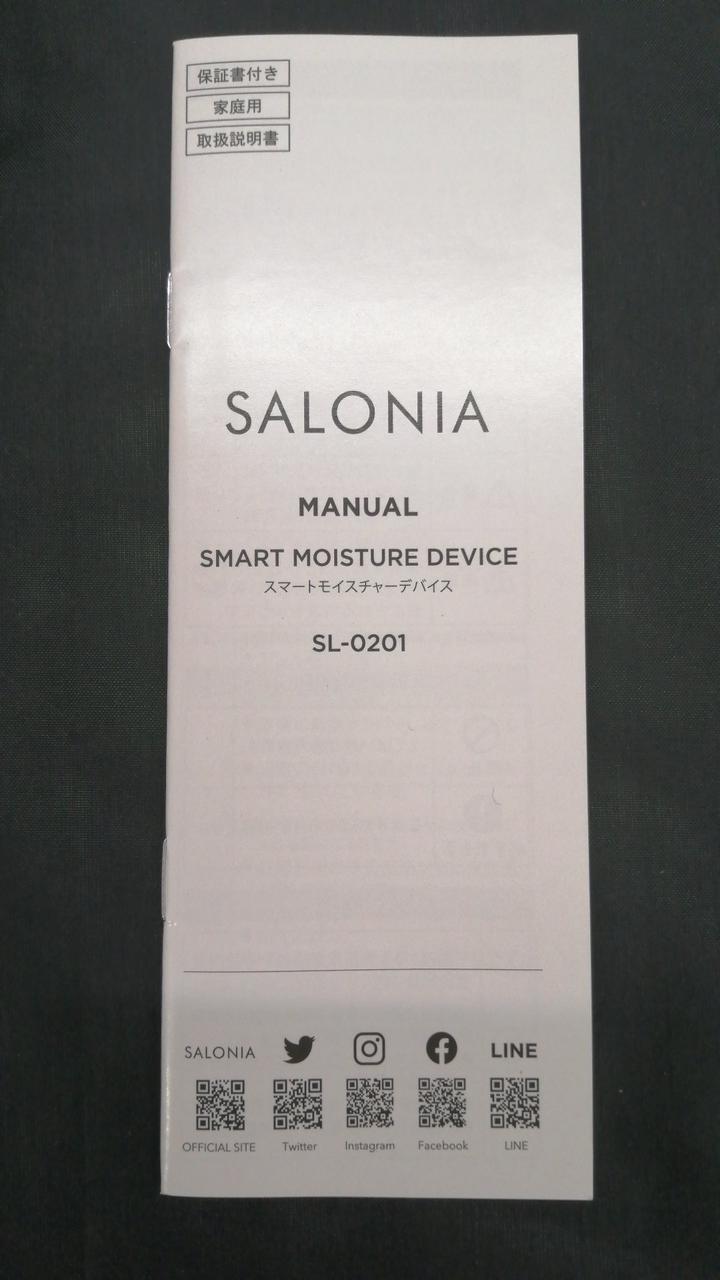 保証書付き
家庭用
取扱説明書
SALONIA
MANUAL
SMART MOISTURE DEVICE
スマートモイスチャーデバイス
SL-0201
SALONIA
LINE
OFFICIAL SITE
Twitter
Instagram
Facebook
LINE